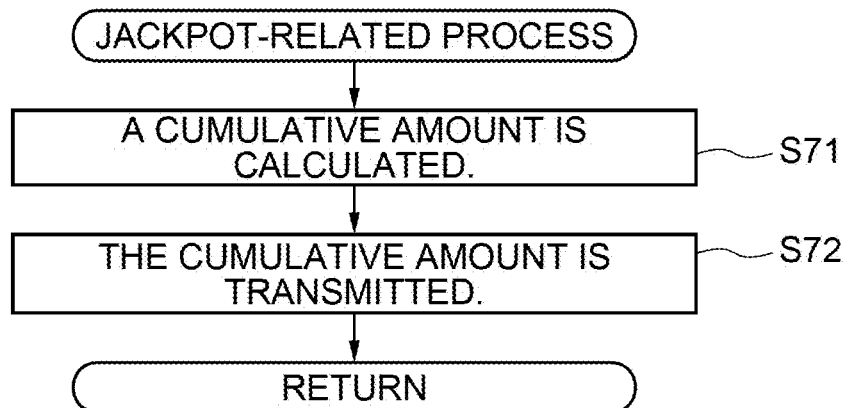 JACKPOT-RELATED PROCESS
A CUMULATIVE AMOUNT IS
CALCULATED.
S71
THE CUMULATIVE AMOUNT IS
TRANSMITTED.
S72
RETURN